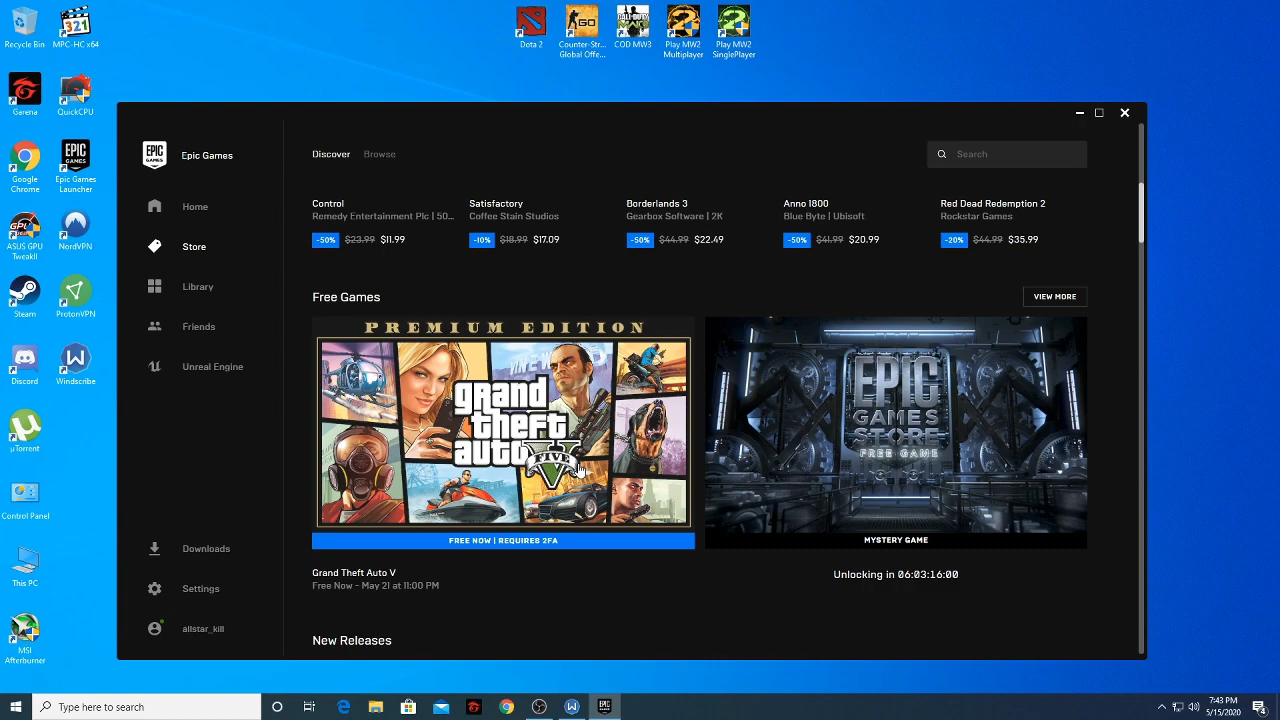 Recycle Bin
MPC-HC x64
Dota 2
Counter-Str...
Global Offe...
COD MW3
Play MW2
Multiplayer
Play MW2
SinglePlayer
Garena
QuickCPU
Google
Chrome
Epic Games
Launcher
ASUS GPU
TweakII
NordVPN
Steam
ProtonVPN
Discord
Windscribe
µTorrent
Control Panel
This PC
MSI
Afterburner
EPIC
GAMES
Epic Games
Home
Store
Library
Friends
Unreal Engine
Downloads
Settings
allstar_kill
Discover
Browse
Search
Control
Remedy Entertainment Plc | 50...
-50% $23.99 $11.99
Satisfactory
Coffee Stain Studios
-10% $18.99 $17.09
Borderlands 3
Gearbox Software | 2K
-50% $44.99 $22.49
Anno 1800
Blue Byte | Ubisoft
-50% $41.99 $20.99
Red Dead Redemption 2
Rockstar Games
-20% $44.99 $35.99
Free Games
VIEW MORE
PREMIUM EDITION
grand
theft
auto
V
FIVE
FREE NOW | REQUIRES 2FA
Grand Theft Auto V
Free Now - May 21 at 11:00 PM
EPIC
GAMES
STORE
FREE GAME
MYSTERY GAME
Unlocking in 06:03:16:00
New Releases
Type here to search
7:43 PM
5/15/2020